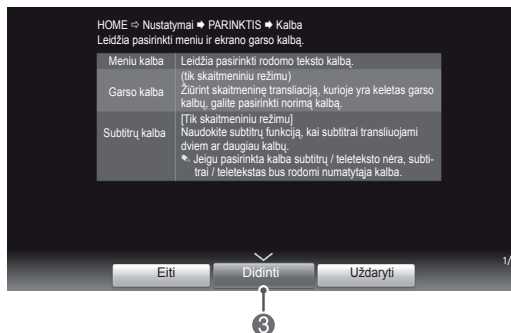 HOME ⇨ Nustatymai ➡ PARINKTIS ➡ Kalba
Leidžia pasirinkti meniu ir ekrano garso kalbą.
Meniu kalba Leidžia pasirinkti rodomo teksto kalbą.
Garso kalba (tik skaitmeniniu režimu)
Žiūrint skaitmeninę transliaciją, kurioje yra keletas garso
kalbų, galite pasirinkti norimą kalbą.
Subtitrų kalba [Tik skaitmeniniu režimu]
Naudokite subtitrų funkciją, kai subtitrai transliuojami
dviem ar daugiau kalbų.
✎ Jeigu pasirinkta kalba subtitrų / teleteksto nėra, subti-
trai / teletekstas bus rodomi numatytąja kalba.
1/
Eiti Didinti Uždaryti
3